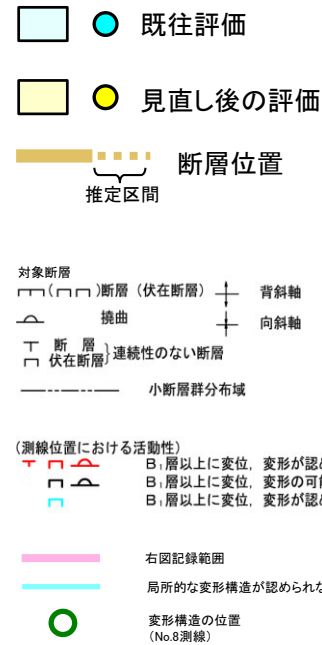 既往評価
見直し後の評価
断層位置
推定区間
対象断層
( )断層 (伏在断層)
背斜軸
撓曲
向斜軸
断 層
伏在断層}連続性のない断層
小断層群分布域
(測線位置における活動性)
B₁層以上に変位, 変形が認め
B₁層以上に変位, 変形の可能
B₁層以上に変位, 変形が認め
右図記録範囲
局所的な変形構造が認められな
変形構造の位置
(No.8測線)